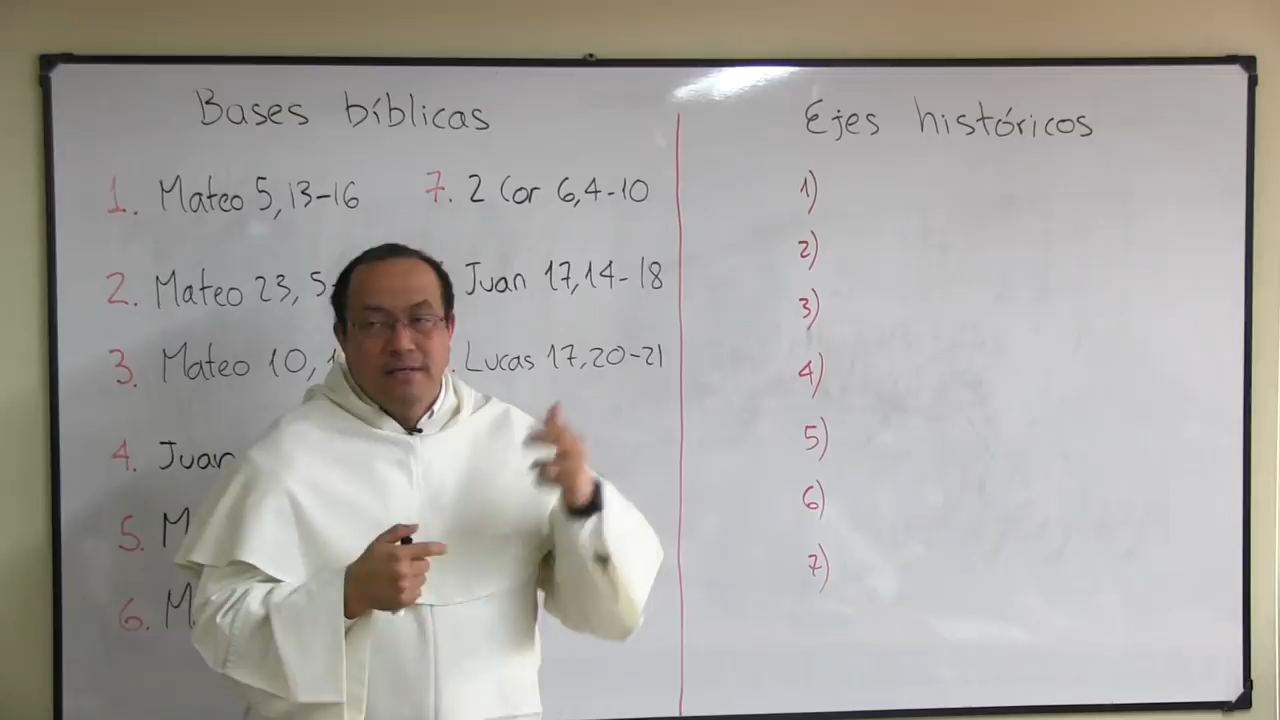 Bases bíblicas
1. Mateo 5,13-16
2. Mateo 23, 5
3. Mateo 10,
4. Juan
5. M
6. M
7. 2 Cor 6,4-10
Juan 17,14-18
Lucas 17,20-21
Ejes históricos
1)
2)
3)
4)
5)
6)
7)